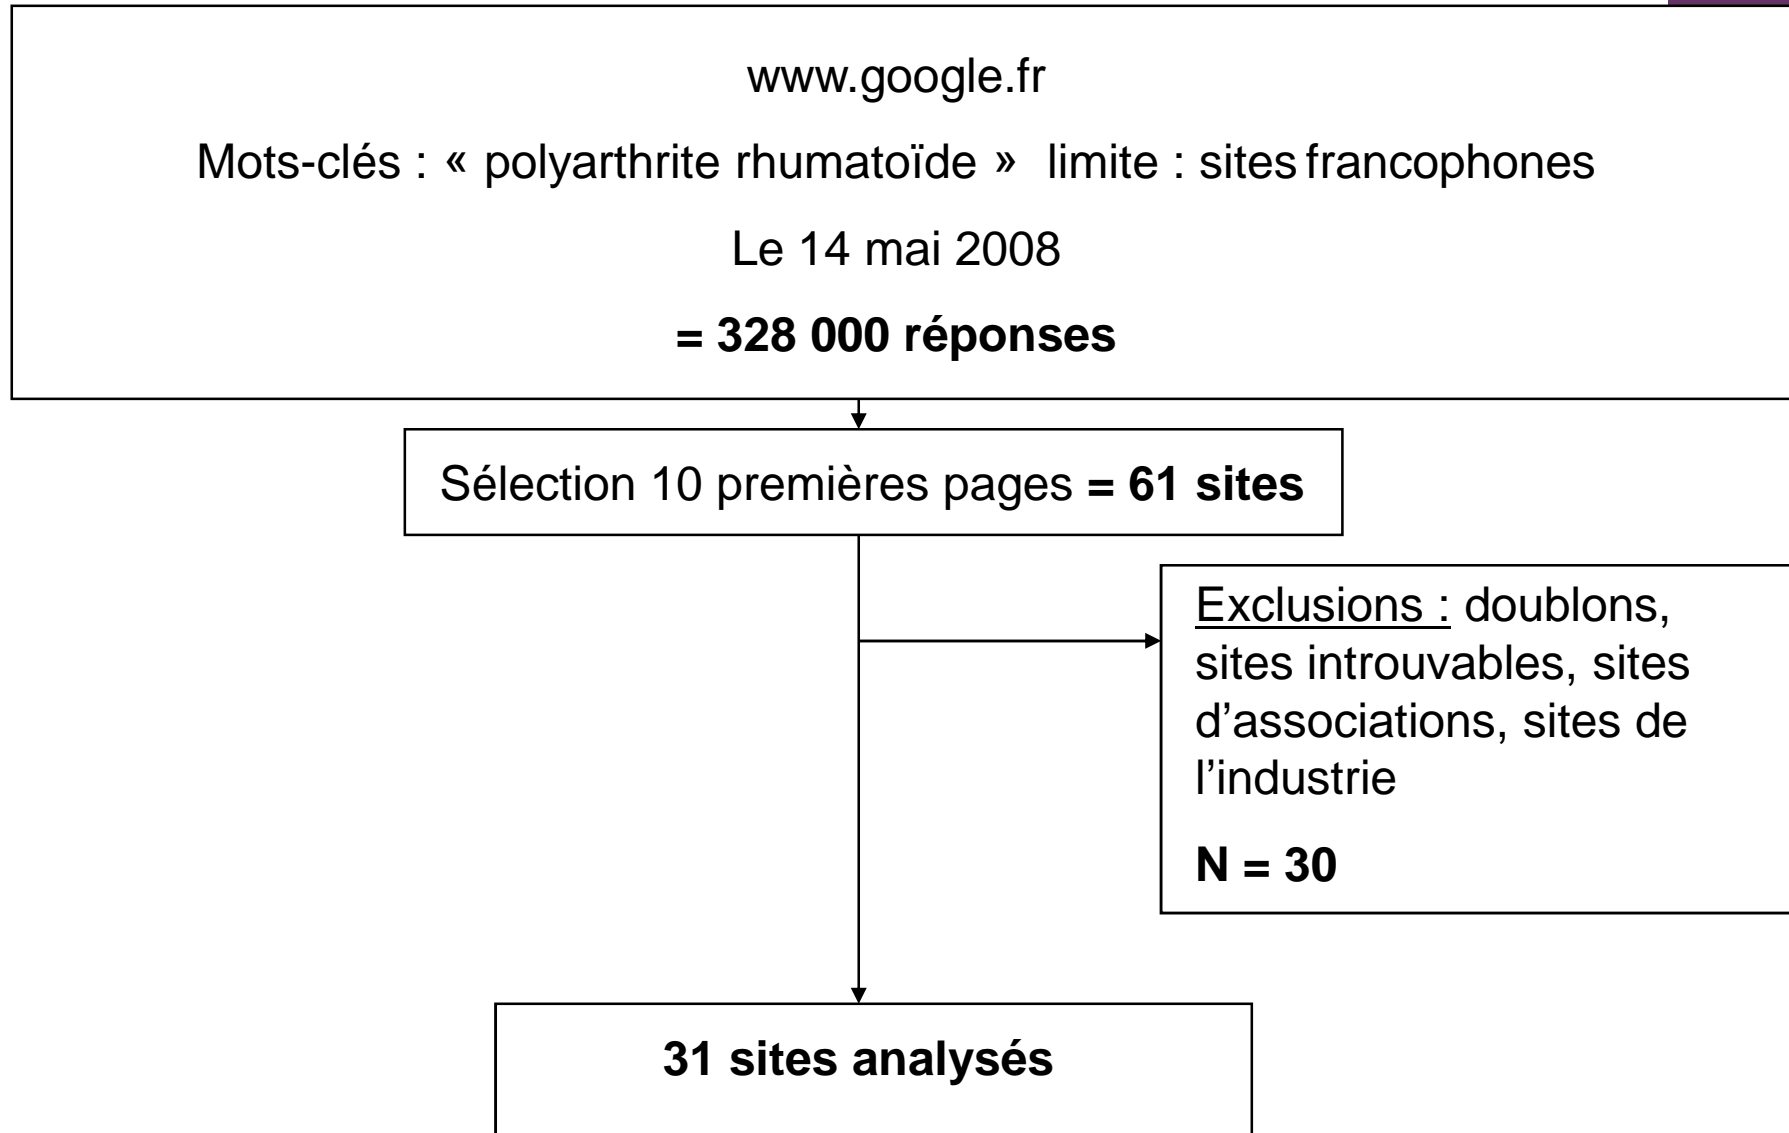 www.google.fr
Mots-clés : « polyarthrite rhumatoïde » limite : sites francophones
Le 14 mai 2008
= 328 000 réponses
Sélection 10 premières pages = 61 sites
Exclusions : doublons,
sites introuvables, sites
d’associations, sites de
l’industrie
N = 30
31 sites analysés